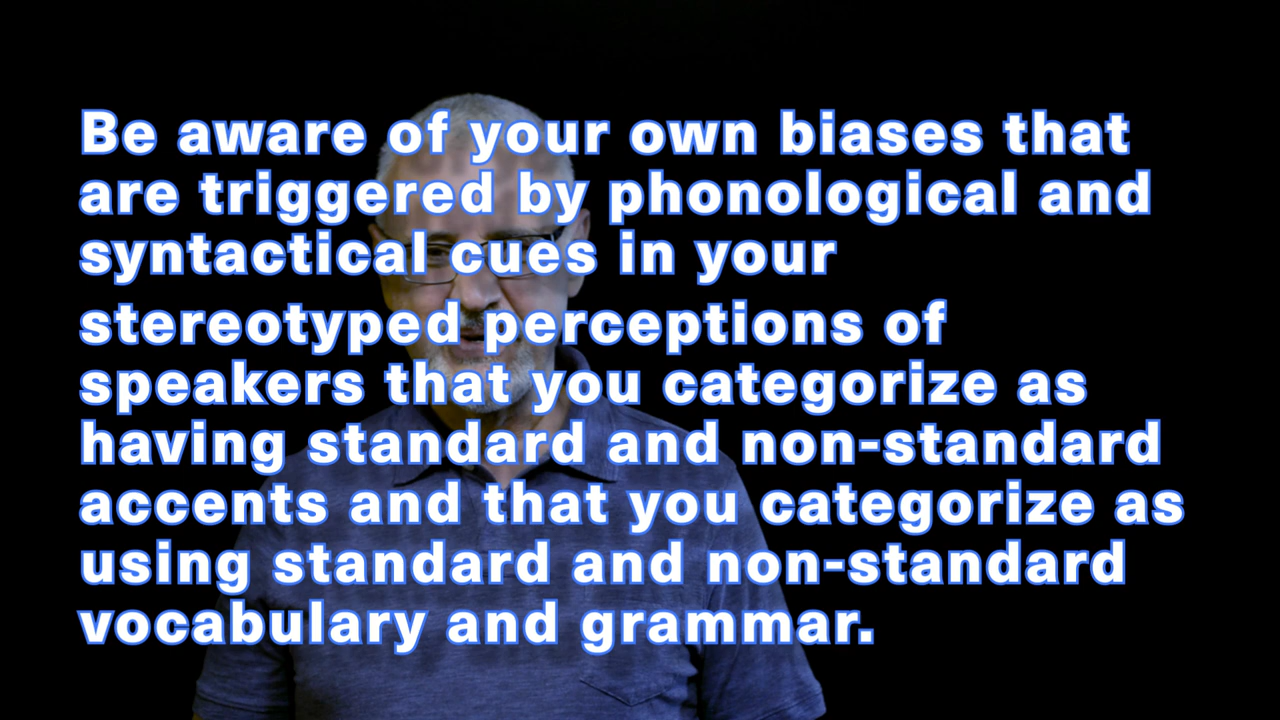 Be aware of your own biases that
are triggered by phonological and
syntactical cues in your
stereotyped perceptions of
speakers that you categorize as
having standard and non-standard
accents and that you categorize as
using standard and non-standard
vocabulary and grammar.